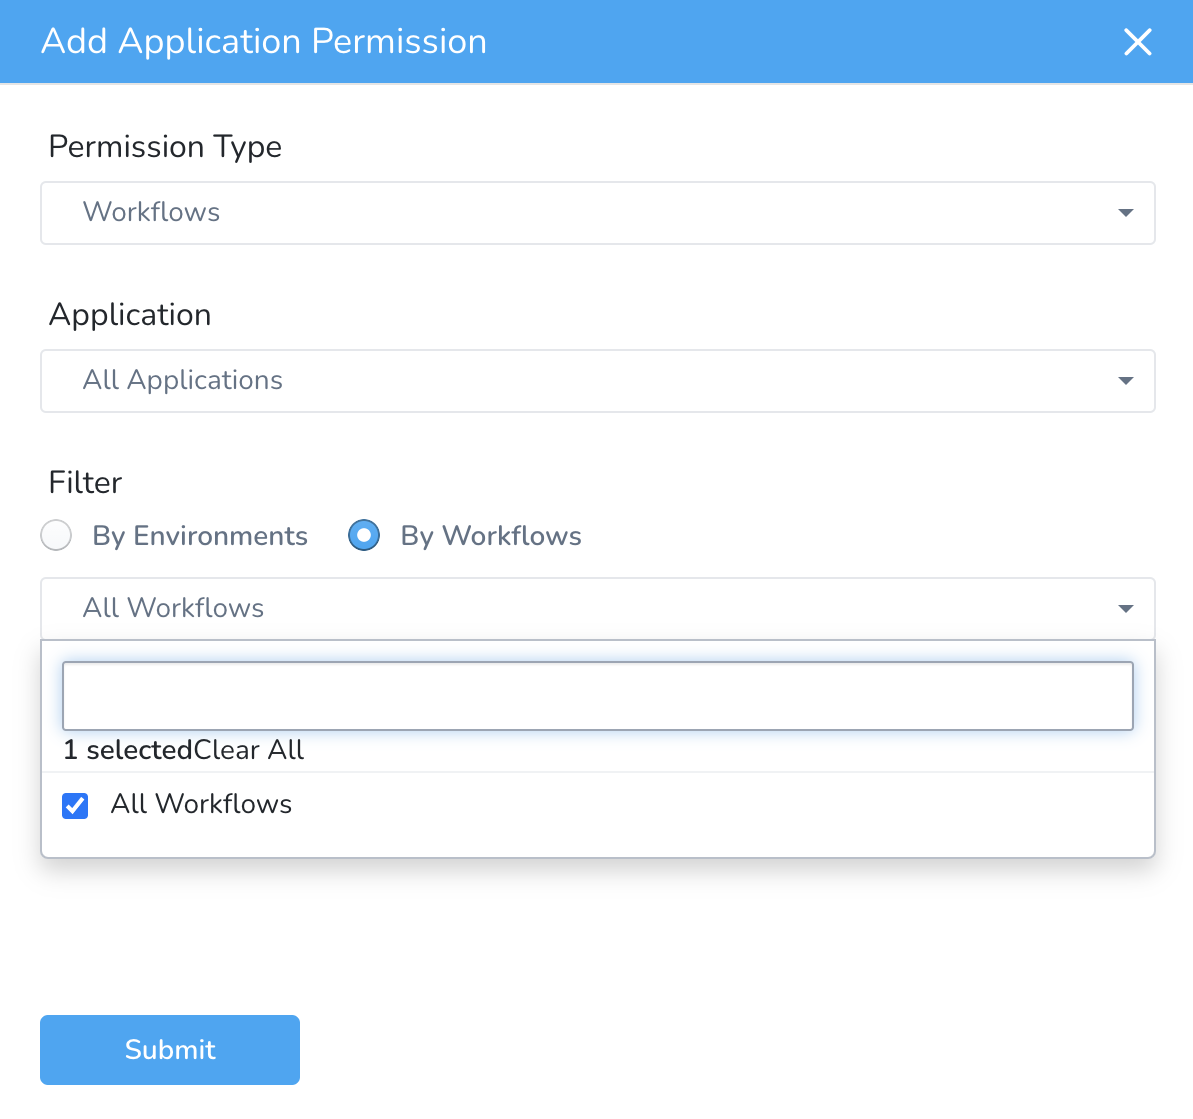 Add Application Permission
Permission Type
Workflows
Application
All Applications
Filter
By Environments By Workflows
All Workflows
1 selectedClear All
All Workflows
Submit